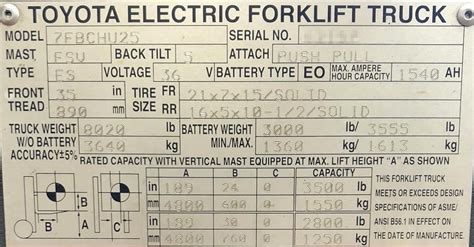 TOYOTA ELECTRIC FORKLIFT TRUCK
MODEL 7FBCHU25 SERIAL NO.
MAST FSV BACK TILT 5 ATTACH PUSH PULL
TYPE ES VOLTAGE 36 V BATTERY TYPE EO MAX. AMPERE HOUR CAPACITY 1540 AH
FRONT TREAD 35 in TIRE SIZE FR 21x7x15/SOLID
890 mm RR 16x5x10-1/2/SOLID
TRUCK WEIGHT W/O BATTERY ACCURACY±5% 8020 lb BATTERY WEIGHT MIN./MAX. 3000 lb / 3555 lb
3640 kg 1360 kg / 1613 kg
RATED CAPACITY WITH VERTICAL MAST EQUIPPED AT MAX. LIFT HEIGHT "A" AS SHOWN
A B C
in 189 24 0 3500 lb
mm 4800 600 0 1550 kg
in 189 30 0 2800 lb
mm 4800 760 0 1250 kg
A
B
C
THIS FORKLIFT TRUCK
MEETS OR EXCEEDS DESIGN
SPECIFICATIONS OF ASME/
ANSI B56.1 IN EFFECT ON
THE DATE OF MANUFACTURE